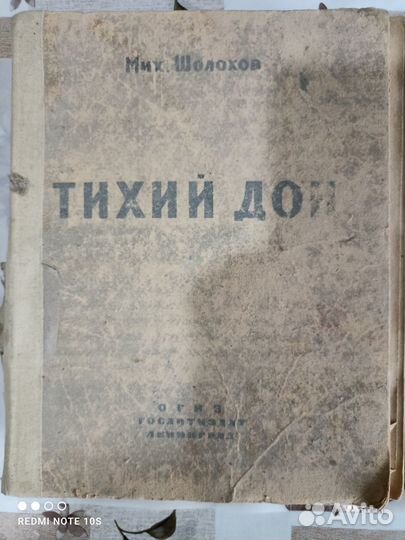 Мих. Шолохов
ТИХИЙ ДОН
ОГИЗ
ГОСЛИТИЗДАТ
ЛЕНИНГРАД
REDMI NOTE 10S
Avito